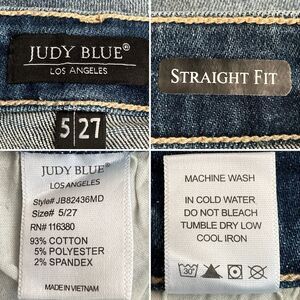 JUDY BLUE®
LOS ANGELES
5 27
STRAIGHT FIT
JUDY BLUE®
LOS ANGELES
Style# JB82436MD
Size# 5/27
RN# 116380
93% COTTON
5% POLYESTER
2% SPANDEX
MADE IN VIETNAM
MACHINE WASH
IN COLD WATER
DO NOT BLEACH
TUMBLE DRY LOW
COOL IRON
30°